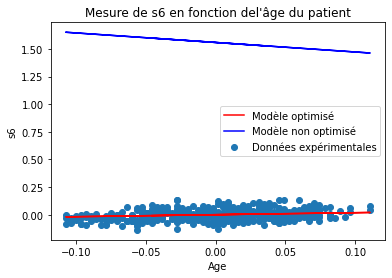 Mesure de s6 en fonction del'âge du patient
s6
1.50
1.25
1.00
0.75
0.50
0.25
0.00
Modèle optimisé
Modèle non optimisé
Données expérimentales
−0.10
−0.05
0.00
0.05
0.10
Age